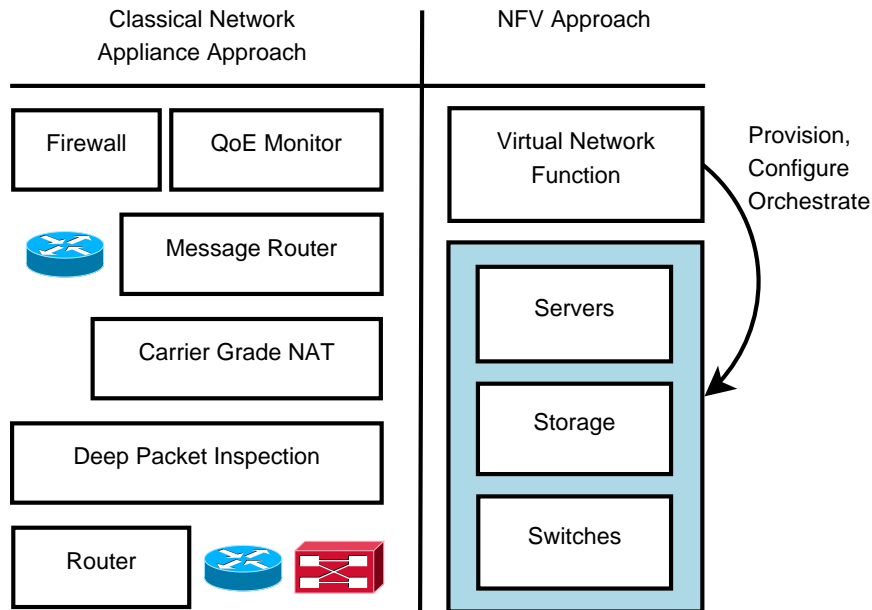 Classical Network
Appliance Approach
NFV Approach
Firewall
QoE Monitor
Message Router
Carrier Grade NAT
Deep Packet Inspection
Router
Virtual Network
Function
Provision,
Configure
Orchestrate
Servers
Storage
Switches